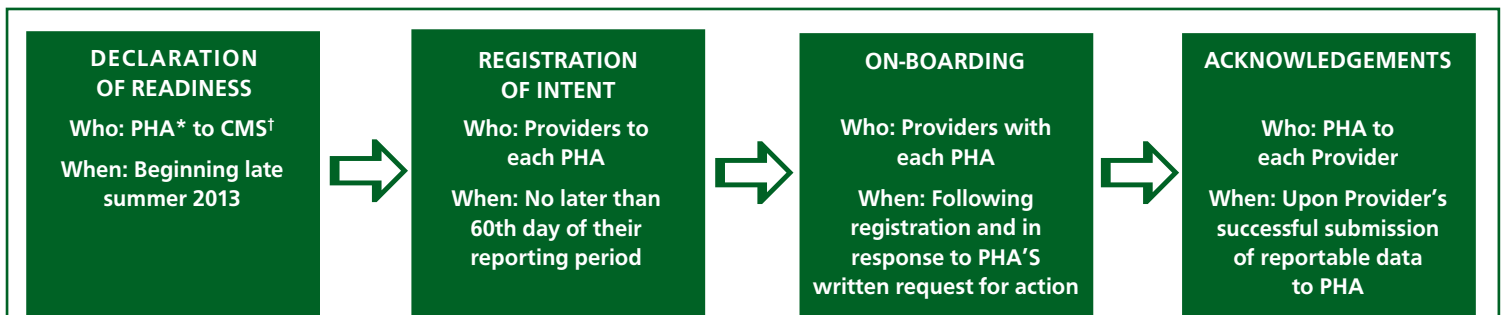 DECLARATION
OF READINESS
Who: PHA* to CMS†
When: Beginning late
summer 2013
REGISTRATION
OF INTENT
Who: Providers to
each PHA
When: No later than
60th day of their
reporting period
ON-BOARDING
Who: Providers with
each PHA
When: Following
registration and in
response to PHA'S
written request for action
ACKNOWLEDGEMENTS
Who: PHA to
each Provider
When: Upon Provider's
successful submission
of reportable data
to PHA